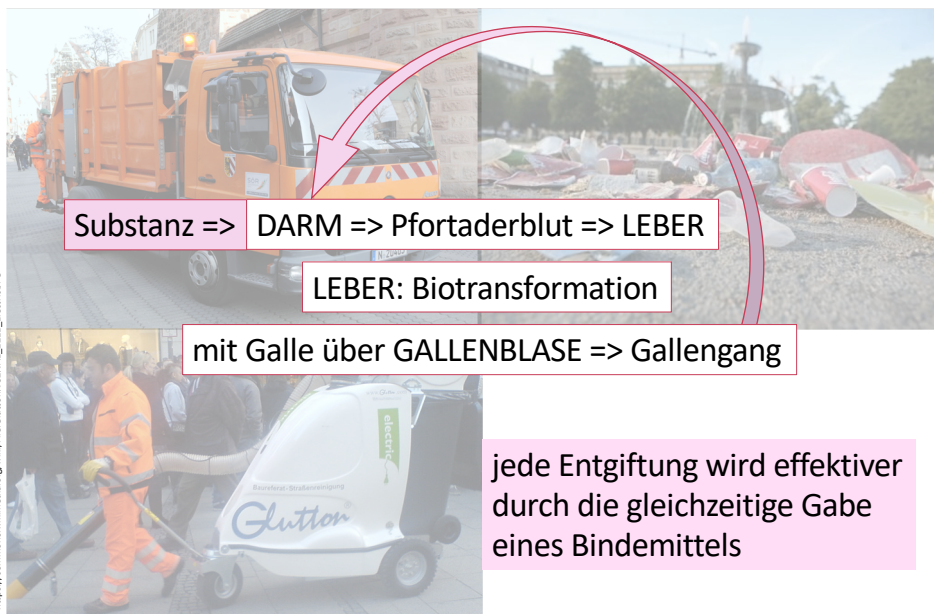 Substanz => DARM => Pfortaderblut => LEBER
LEBER: Biotransformation
mit Galle über GALLENBLASE => Gallengang
jede Entgiftung wird effektiver
durch die gleichzeitige Gabe
eines Bindemittels
electric
Glutton